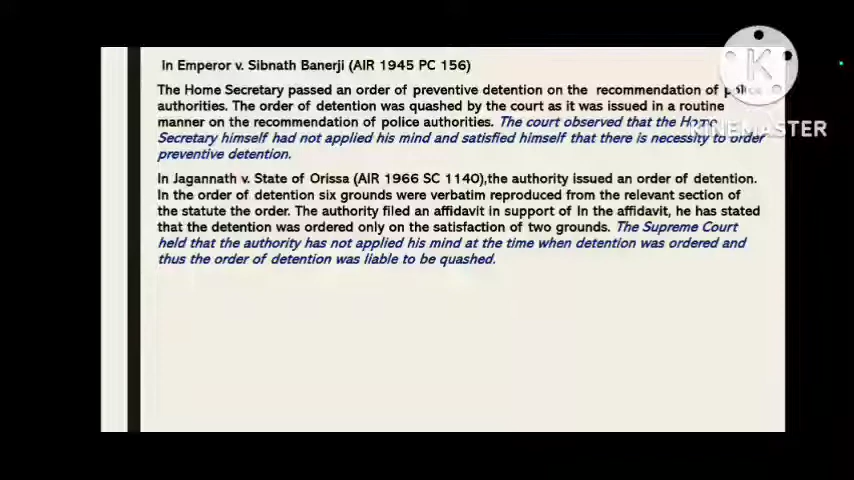 In Emperor v. Sibnath Banerji (AIR 1945 PC 156)
The Home Secretary passed an order of preventive detention on the recommendation of police
authorities. The order of detention was quashed by the court as it was issued in a routine
manner on the recommendation of police authorities. The court observed that the Home
Secretary himself had not applied his mind and satisfied himself that there is necessity to order
preventive detention.
In Jagannath v. State of Orissa (AIR 1966 SC 1140),the authority issued an order of detention.
In the order of detention six grounds were verbatim reproduced from the relevant section of
the statute the order. The authority filed an affidavit in support of In the affidavit, he has stated
that the detention was ordered only on the satisfaction of two grounds. The Supreme Court
held that the authority has not applied his mind at the time when detention was ordered and
thus the order of detention was liable to be quashed.
K
KINEMASTER